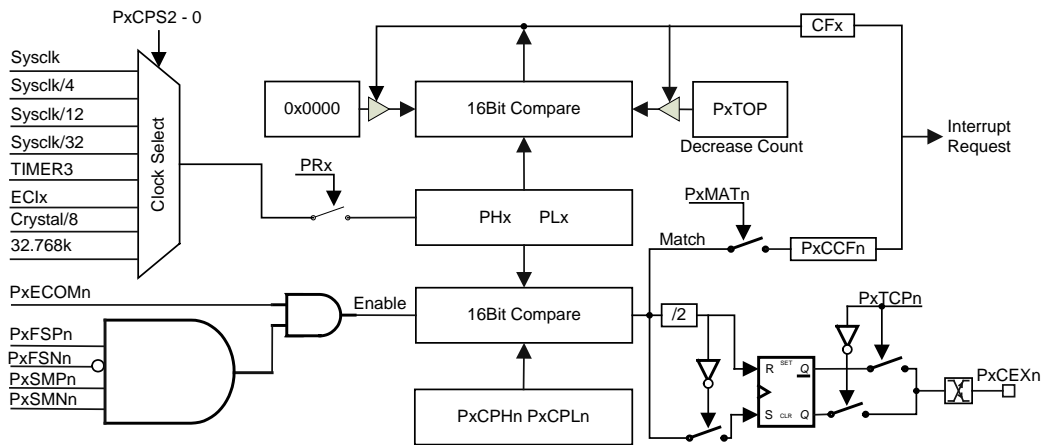 PxCPS2 - 0
Sysclk
Sysclk/4
Sysclk/12
Sysclk/32
TIMER3
ECIx
Crystal/8
32.768k
Clock Select
PRx
0x0000
16Bit Compare
PxTOP
Decrease Count
CFx
Interrupt
Request
PHx PLx
PxMATn
Match
PxCCFn
PxECOMn
Enable
16Bit Compare
/2
PxTCPn
PxFSPn
PxFSNn
PxSMPn
PxSMNn
PxCPHn PxCPLn
R SET Q
S CLR Q
PxCEXn